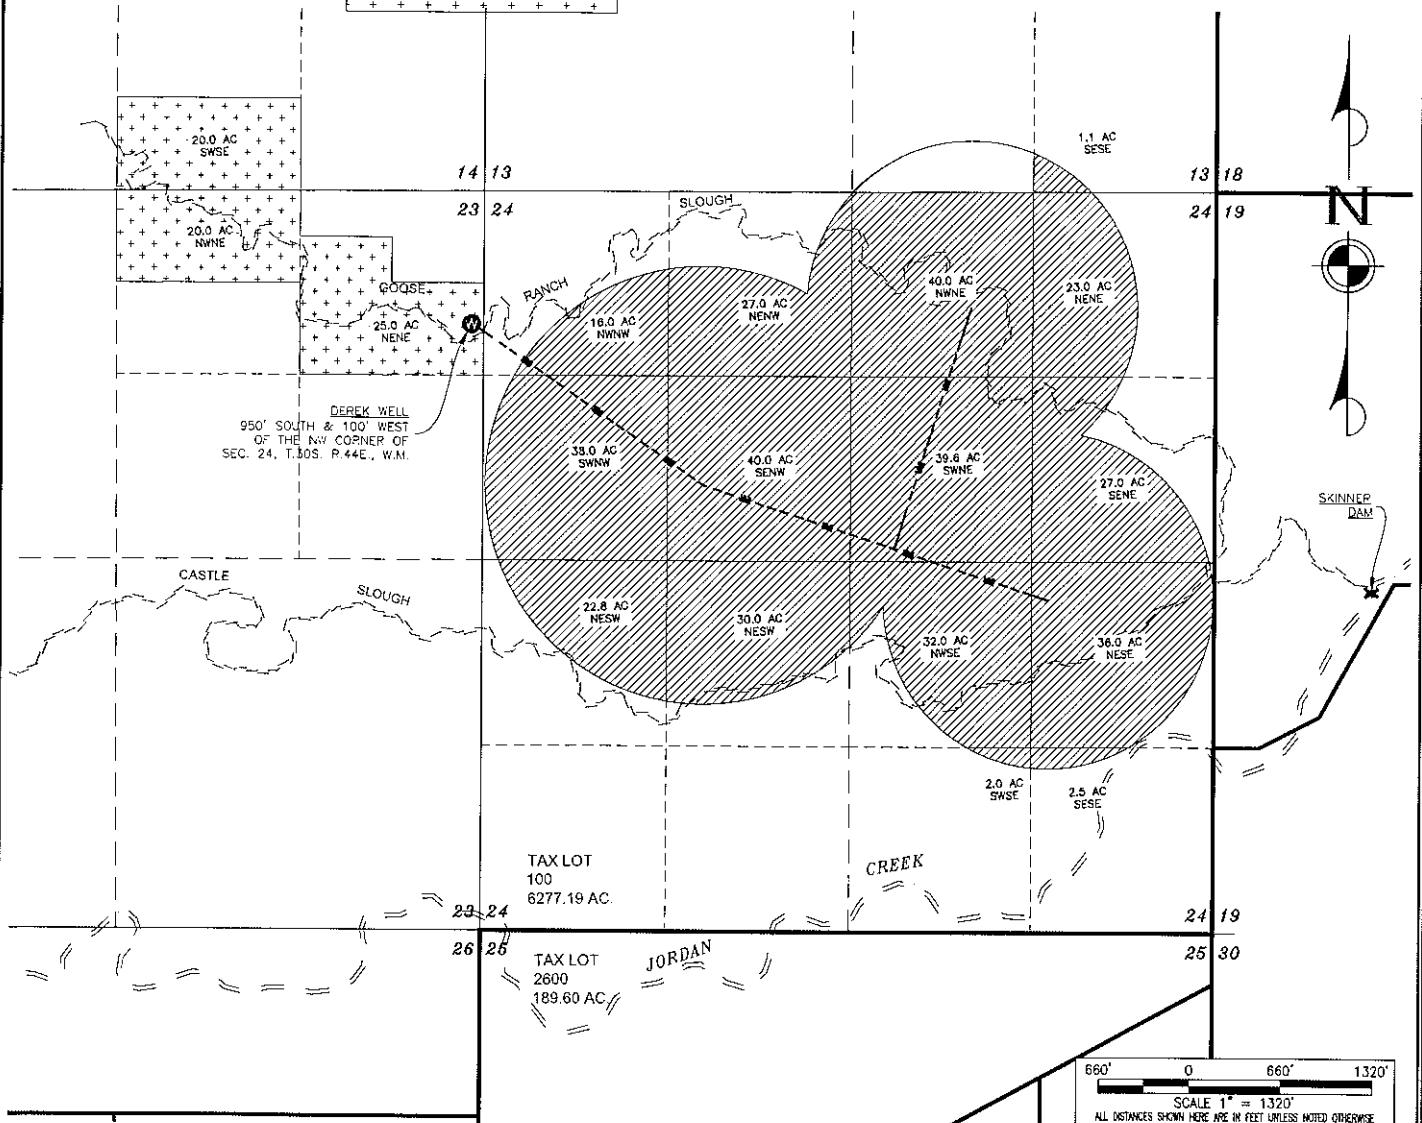 1.1 AC
SESE
20.0 AC
SWSE
14 13
13 18
23 24
24 19
N
SLOUGH
20.0 AC
NWNE
GOOSE
RANCH
40.0 AC
NWNE
23.0 AC
NENE
27.0 AC
NENW
16.0 AC
NWNW
25.0 AC
NENE
DEREK WELL
950' SOUTH & 100' WEST
OF THE NW CORNER OF
SEC. 24, T.30S. R.44E., W.M.
W
38.0 AC
SWNW
40.0 AC
SENW
39.8 AC
SWNE
27.0 AC
SENE
SKINNER
DAM
CASTLE
SLOUGH
22.8 AC
NESW
30.0 AC
NESW
32.0 AC
NWSE
38.0 AC
NESE
2.0 AC
SWSE
2.5 AC
SESE
TAX LOT
100
6277.19 AC.
CREEK
23 24
24 19
26 25
25 30
TAX LOT
2600
189.60 AC.
JORDAN
660' 0 660' 1320'
SCALE 1" = 1320'
ALL DISTANCES SHOWN HERE ARE IN FEET UNLESS NOTED OTHERWISE